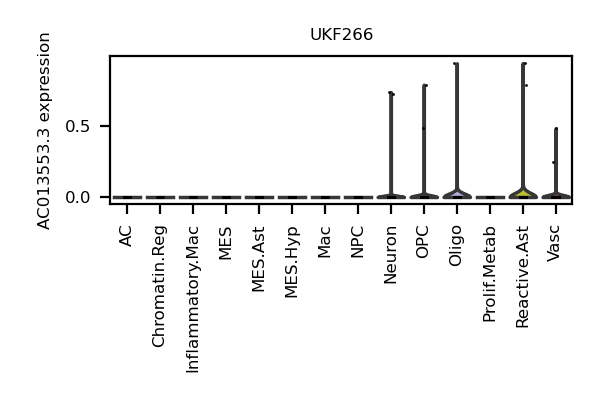 UKF266
AC013553.3 expression
0.5
0.0
AC
Chromatin.Reg
Inflammatory.Mac
MES
MES.Ast
MES.Hyp
Mac
NPC
Neuron
OPC
Oligo
Prolif.Metab
Reactive.Ast
Vasc